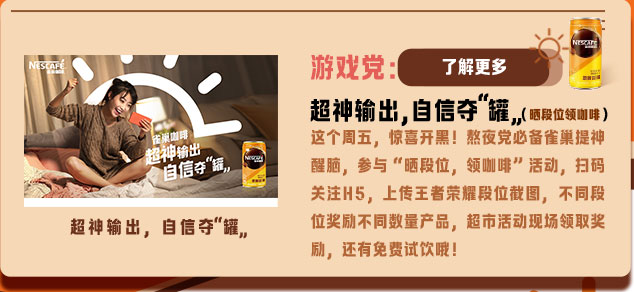 NESCAFÉ
雀巢咖啡
雀巢咖啡
超神输出
自信夺“罐”
超神输出，自信夺“罐”
游戏党：
了解更多
超神输出，自信夺“罐”（晒段位领咖啡）
这个周五，惊喜开黑！熬夜党必备雀巢提神
醒脑，参与“晒段位，领咖啡”活动，扫码
关注H5，上传王者荣耀段位截图，不同段
位奖励不同数量产品，超市活动现场领取奖
励，还有免费试饮哦！
NESCAFÉ